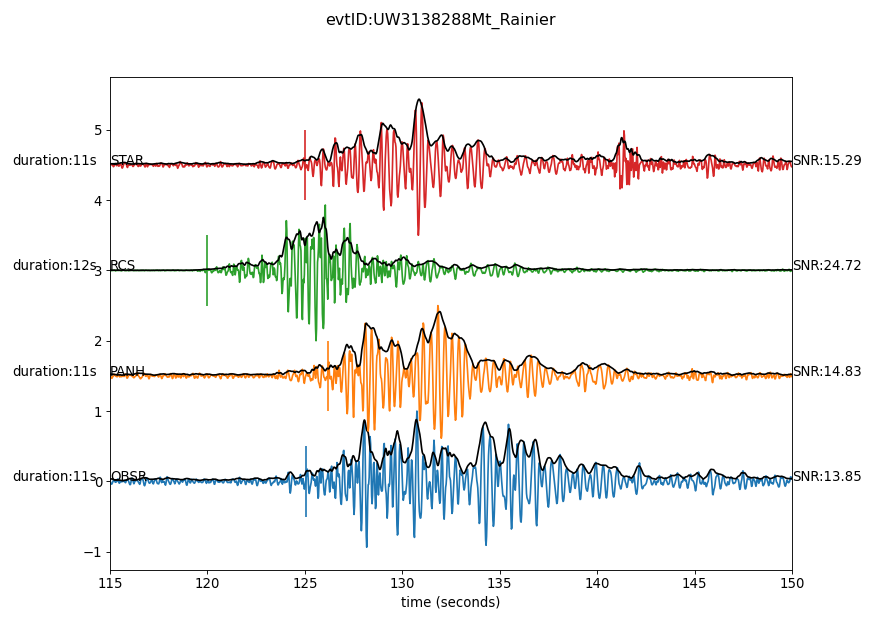 evtID:UW3138288Mt_Rainier
5
duration:11s STAR SNR:15.29
4
duration:12s 3 RCS SNR:24.72
2
duration:11s PANH SNR:14.83
1
duration:11s 0 OBSR SNR:13.85
−1
115 120 125 130 135 140 145 150
time (seconds)